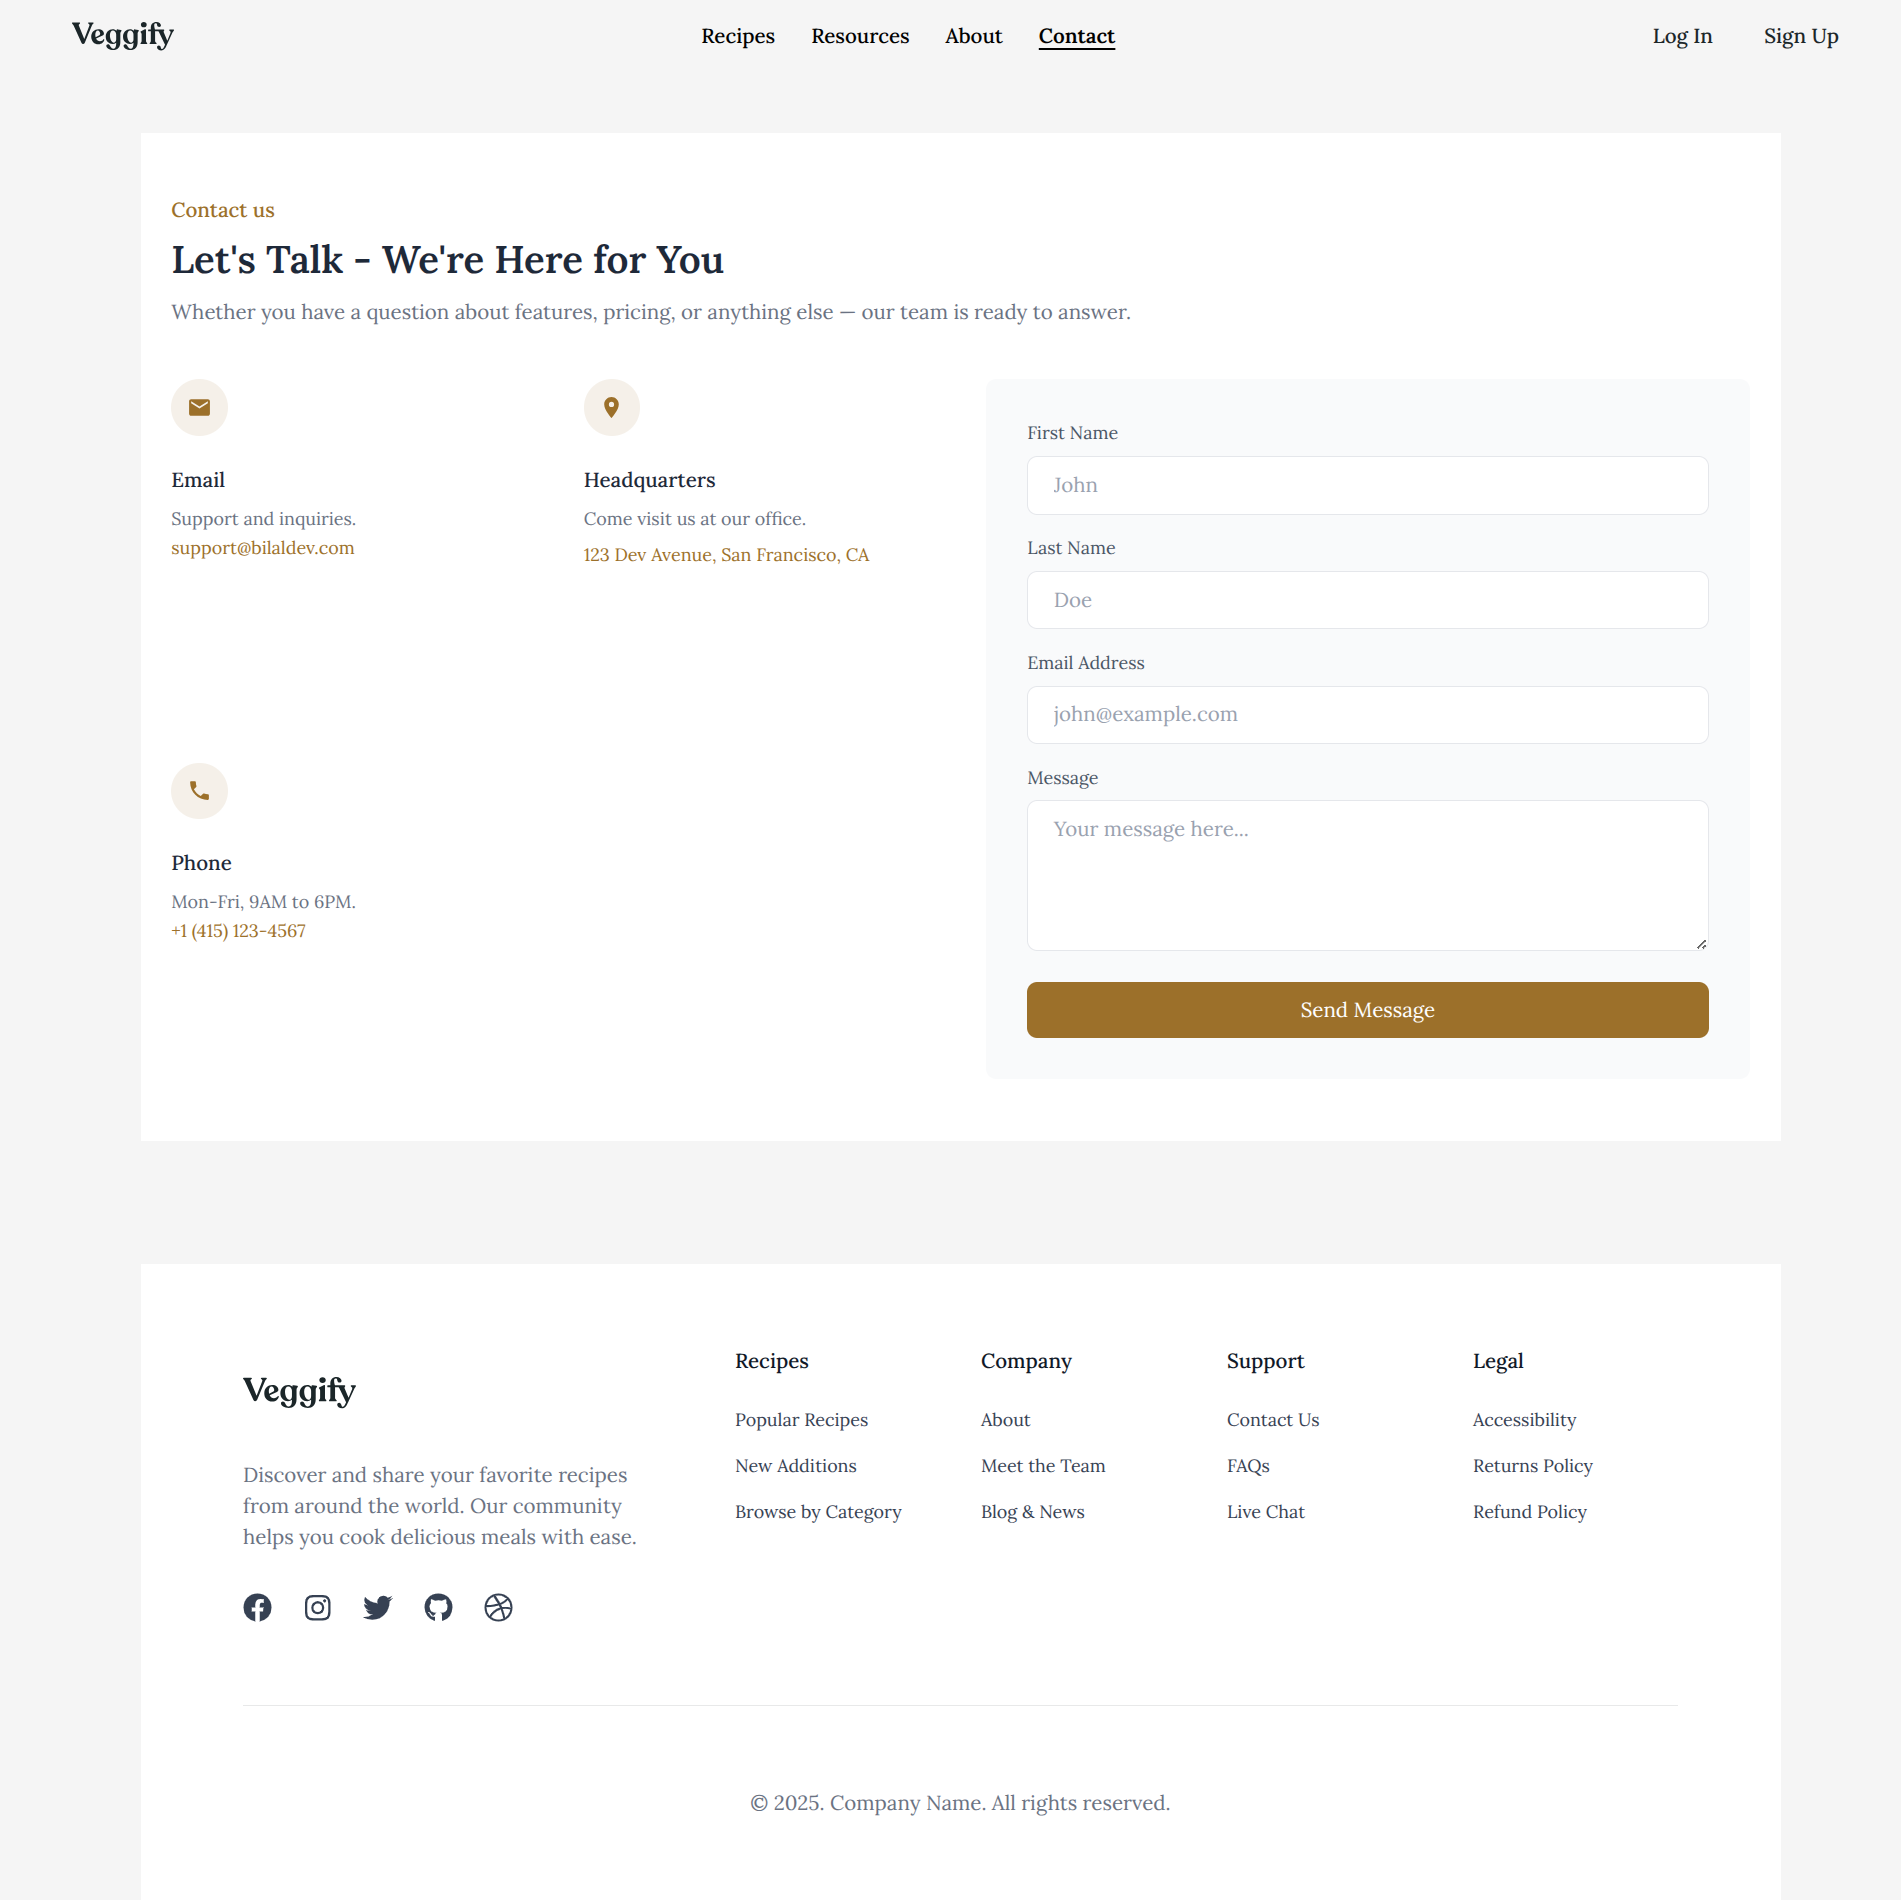 Veggify
Recipes
Resources
About
Contact
Log In
Sign Up
Contact us
Let's Talk - We're Here for You
Whether you have a question about features, pricing, or anything else — our team is ready to answer.
Email
Support and inquiries.
support@bilaldev.com
Headquarters
Come visit us at our office.
123 Dev Avenue, San Francisco, CA
Phone
Mon-Fri, 9AM to 6PM.
+1 (415) 123-4567
First Name
John
Last Name
Doe
Email Address
john@example.com
Message
Your message here...
Send Message
Veggify
Discover and share your favorite recipes
from around the world. Our community
helps you cook delicious meals with ease.
Recipes
Popular Recipes
New Additions
Browse by Category
Company
About
Meet the Team
Blog & News
Support
Contact Us
FAQs
Live Chat
Legal
Accessibility
Returns Policy
Refund Policy
© 2025. Company Name. All rights reserved.